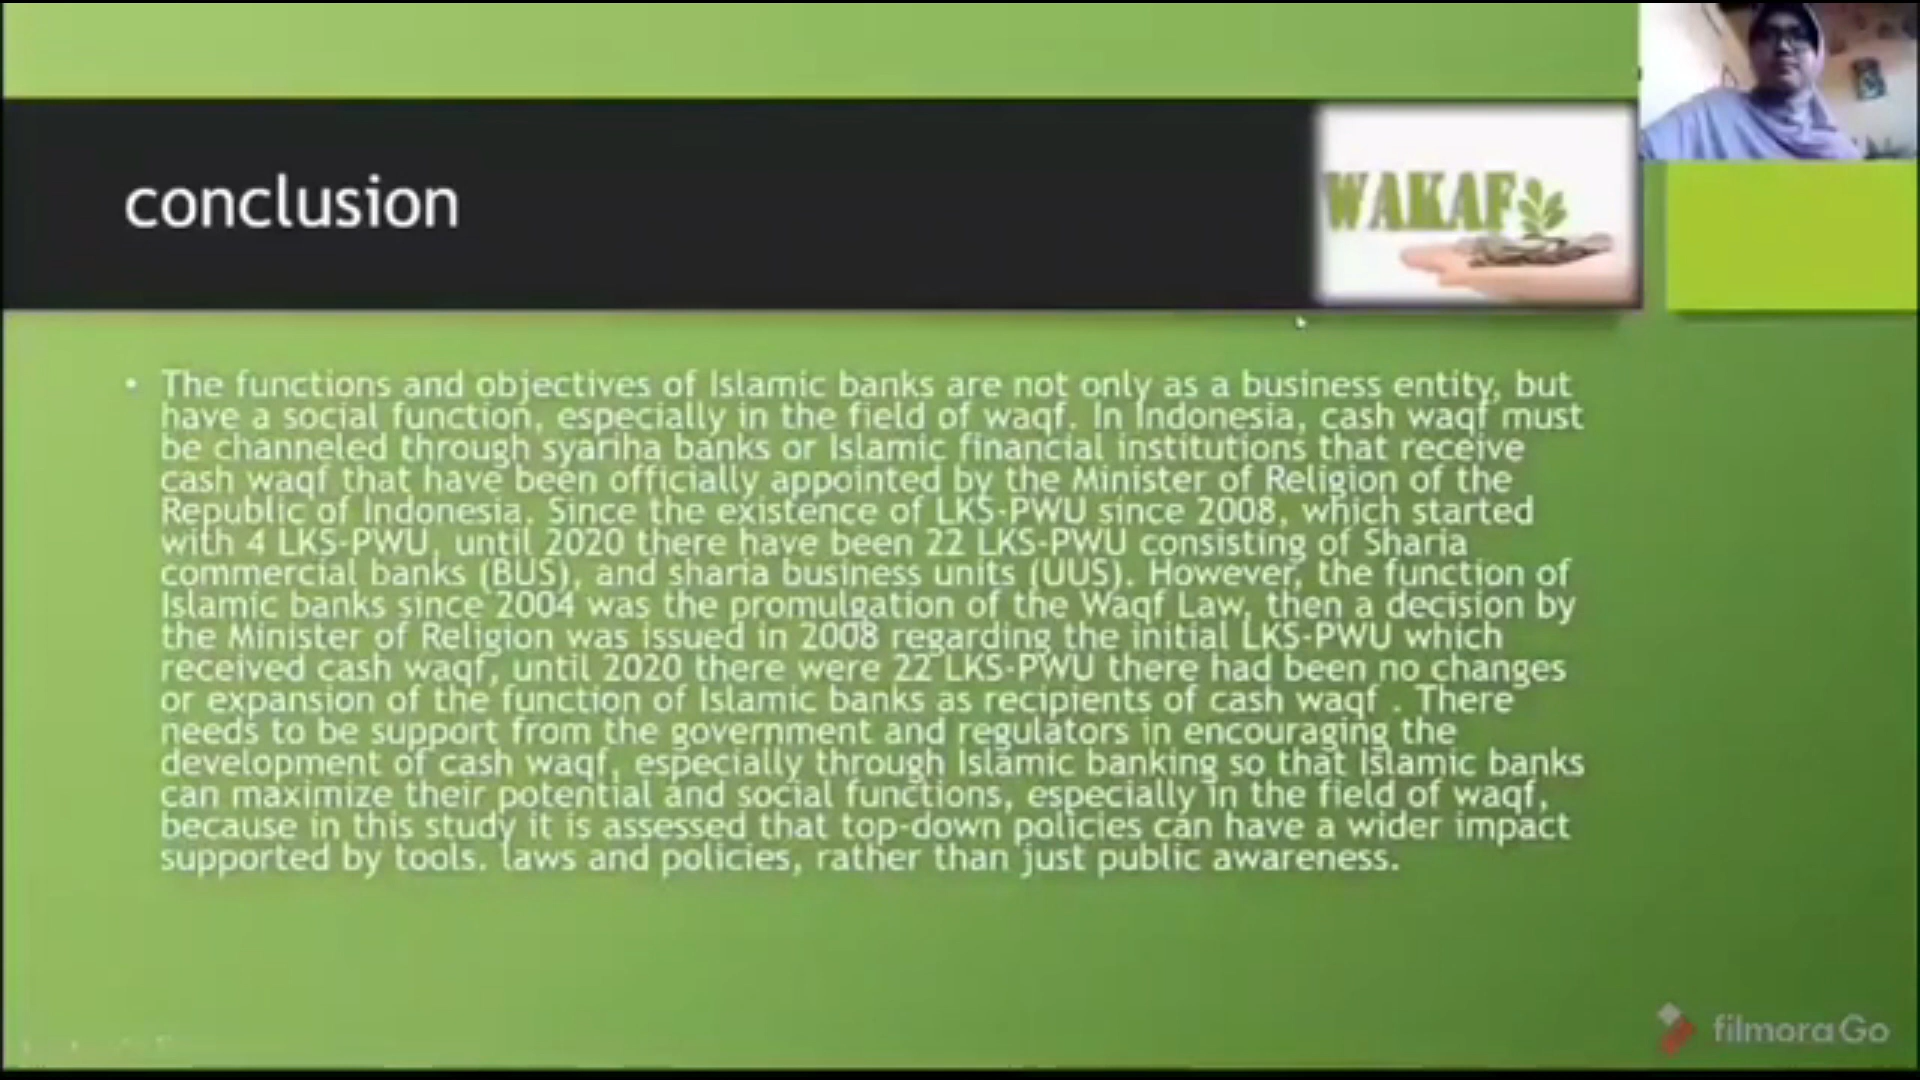 conclusion
WAKAF
• The functions and objectives of Islamic banks are not only as a business entity, but
have a social function, especially in the field of waqf. In Indonesia, cash waqf must
be channeled through syariha banks or Islamic financial institutions that receive
cash waqf that have been officially appointed by the Minister of Religion of the
Republic of Indonesia. Since the existence of LKS-PWU since 2008, which started
with 4 LKS-PWU, until 2020 there have been 22 LKS-PWU consisting of Sharia
commercial banks (BUS), and sharia business units (UUS). However, the function of
Islamic banks since 2004 was the promulgation of the Waqf Law, then a decision by
the Minister of Religion was issued in 2008 regarding the initial LKS-PWU which
received cash waqf, until 2020 there were 22 LKS-PWU there had been no changes
or expansion of the function of Islamic banks as recipients of cash waqf . There
needs to be support from the government and regulators in encouraging the
development of cash waqf, especially through Islamic banking so that Islamic banks
can maximize their potential and social functions, especially in the field of waqf,
because in this study it is assessed that top-down policies can have a wider impact
supported by tools. laws and policies, rather than just public awareness.
filmoraGo